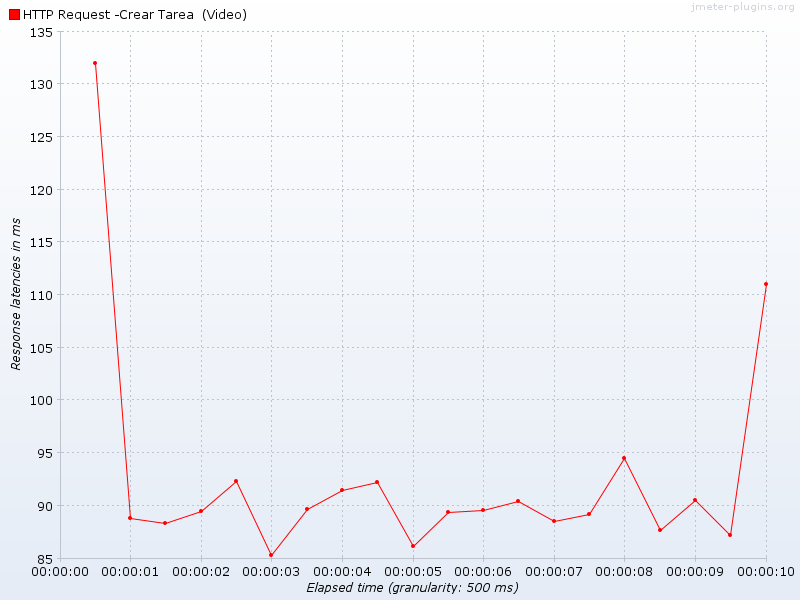 jmeter-plugins.org
HTTP Request -Crear Tarea  (Video)
135
130
125
120
115
110
105
100
95
90
85
Response latencies in ms
00:00:00 00:00:01 00:00:02 00:00:03 00:00:04 00:00:05 00:00:06 00:00:07 00:00:08 00:00:09 00:00:10
Elapsed time (granularity: 500 ms)